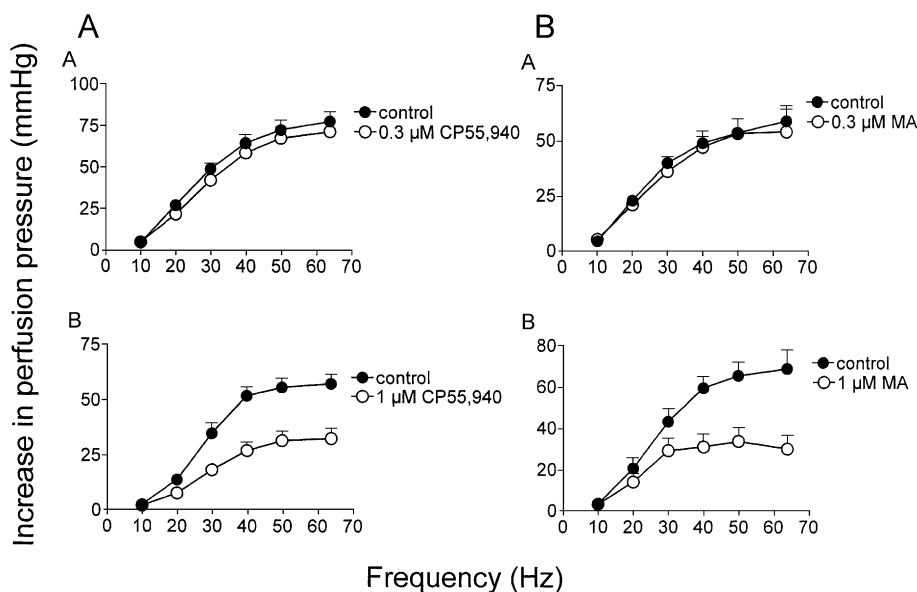 A
B
Increase in perfusion pressure (mmHg)
A
100
75
50
25
0
0 10 20 30 40 50 60 70
control
0.3 µM CP55,940
A
75
50
25
0
0 10 20 30 40 50 60 70
control
0.3 µM MA
B
75
50
25
0
0 10 20 30 40 50 60 70
control
1 µM CP55,940
B
80
60
40
20
0
0 10 20 30 40 50 60 70
control
1 µM MA
Frequency (Hz)